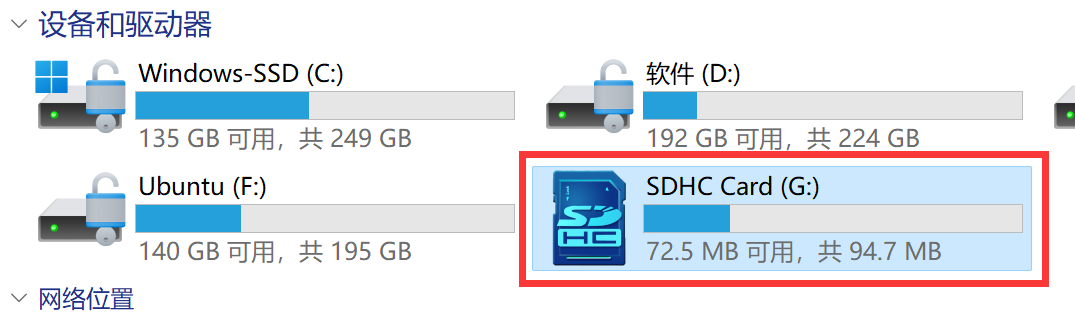 设备和驱动器
Windows-SSD (C:)
135 GB 可用，共 249 GB
软件 (D:)
192 GB 可用，共 224 GB
Ubuntu (F:)
140 GB 可用，共 195 GB
SD
HC
SDHC Card (G:)
72.5 MB 可用，共 94.7 MB
网络位置